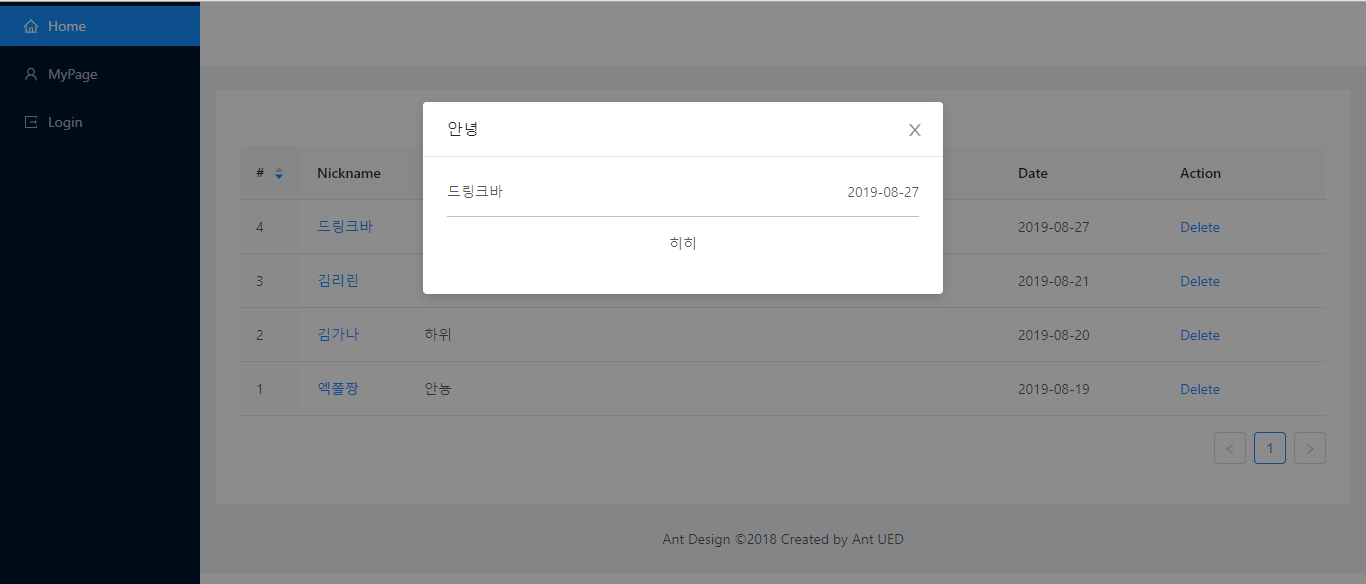 Home
MyPage
Login
안녕
드링크바 2019-08-27
히히
# Nickname Date Action
4 드링크바 2019-08-27 Delete
3 김리린 2019-08-21 Delete
2 김가나 하위 2019-08-20 Delete
1 엑쫄짱 안농 2019-08-19 Delete
< 1 >
Ant Design ©2018 Created by Ant UED